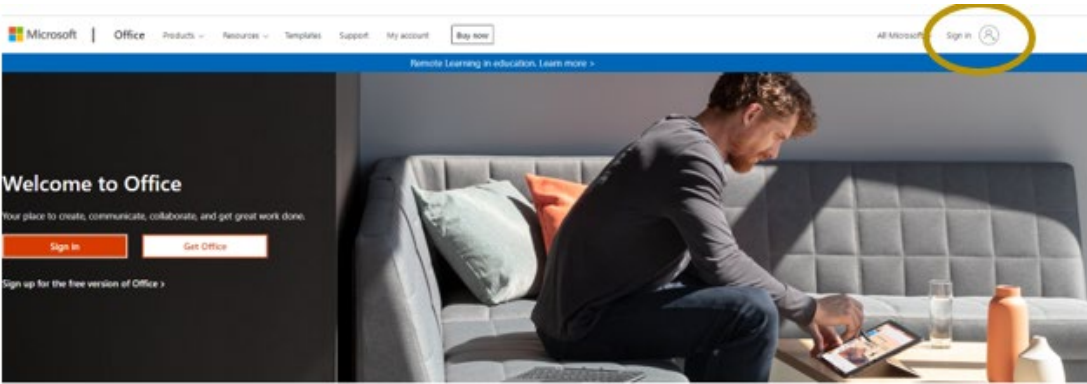 Microsoft | Office Products Resources Templates Support My account Buy now All Microsoft Sign in
Remote Learning in education. Learn more >
Welcome to Office
Your place to create, communicate, collaborate, and get great work done.
Sign in Get Office
Sign up for the free version of Office >